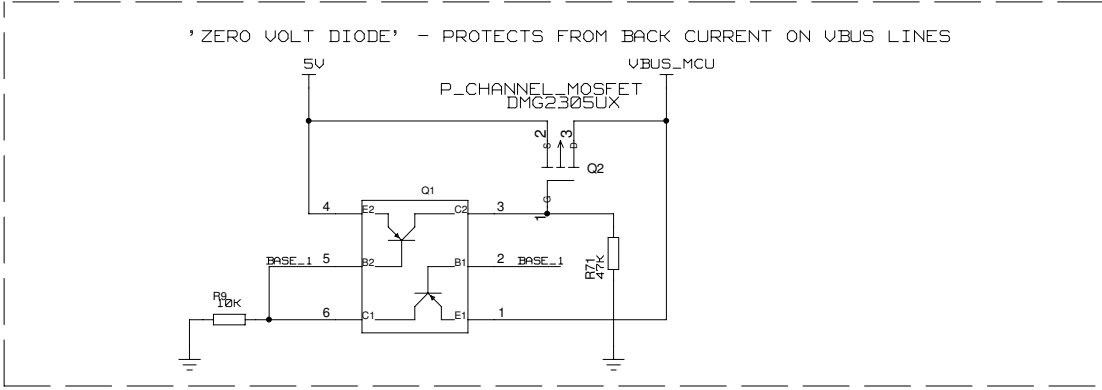 'ZERO VOLT DIODE' - PROTECTS FROM BACK CURRENT ON VBUS LINES
5V
VBUS_MCU
P_CHANNEL_MOSFET
DMG2305UX
2
S
3
D
Q2
1
G
Q1
4
E2
C2
3
BASE_1
5
B2
B1
2
BASE_1
R71
47K
R9
10K
6
C1
E1
1